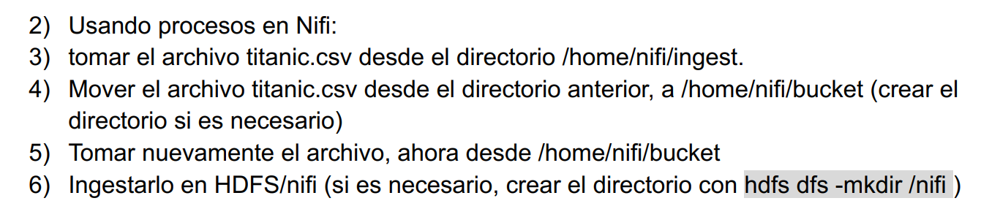 2) Usando procesos en Nifi:
3) tomar el archivo titanic.csv desde el directorio /home/nifi/ingest.
4) Mover el archivo titanic.csv desde el directorio anterior, a /home/nifi/bucket (crear el
directorio si es necesario)
5) Tomar nuevamente el archivo, ahora desde /home/nifi/bucket
6) Ingestarlo en HDFS/nifi (si es necesario, crear el directorio con hdfs dfs -mkdir /nifi )